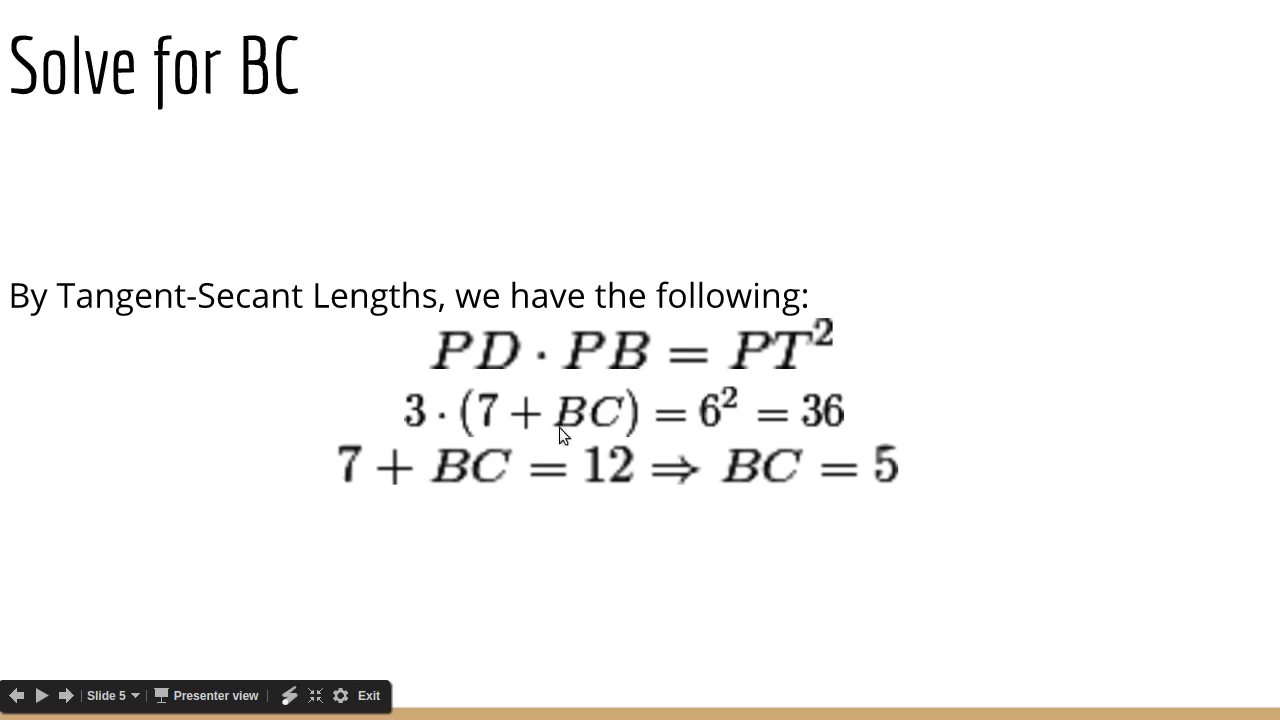 Solve for BC
By Tangent-Secant Lengths, we have the following:
PD · PB = PT²
3 · (7 + BC) = 6² = 36
7 + BC = 12 ⇒ BC = 5
Slide 5 Presenter view Exit